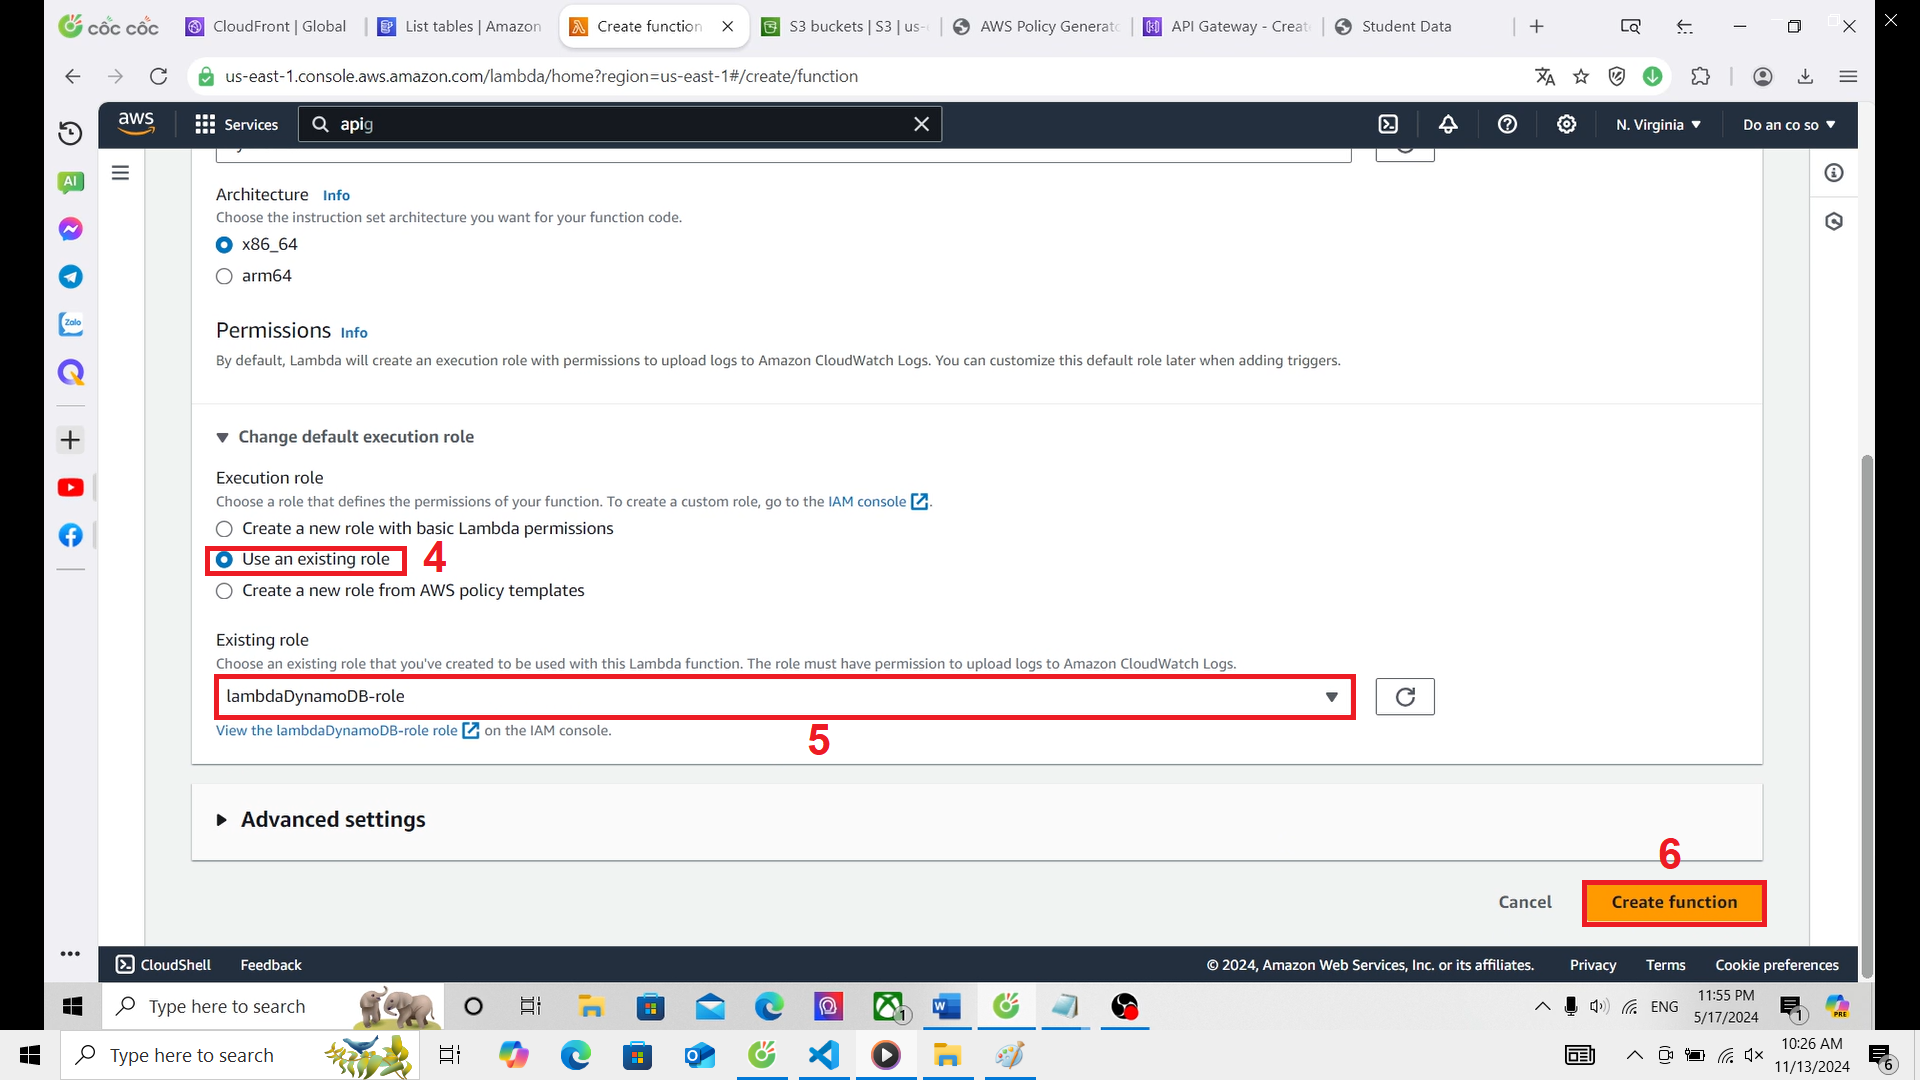 cốc cốc
CloudFront | Global
List tables | Amazon
Create function
S3 buckets | S3 | us-
AWS Policy Generato
API Gateway - Create
Student Data
us-east-1.console.aws.amazon.com/lambda/home?region=us-east-1#/create/function
aws
Services
apig
N. Virginia
Do an co so
AI
Zalo
Architecture Info
Choose the instruction set architecture you want for your function code.
x86_64
arm64
Permissions Info
By default, Lambda will create an execution role with permissions to upload logs to Amazon CloudWatch Logs. You can customize this default role later when adding triggers.
Change default execution role
Execution role
Choose a role that defines the permissions of your function. To create a custom role, go to the IAM console.
Create a new role with basic Lambda permissions
Use an existing role 4
Create a new role from AWS policy templates
Existing role
Choose an existing role that you've created to be used with this Lambda function. The role must have permission to upload logs to Amazon CloudWatch Logs.
lambdaDynamoDB-role
View the lambdaDynamoDB-role role on the IAM console.
5
Advanced settings
6
Cancel
Create function
CloudShell
Feedback
© 2024, Amazon Web Services, Inc. or its affiliates.
Privacy
Terms
Cookie preferences
Type here to search
1
ENG
11:55 PM
5/17/2024
1
PRE
Type here to search
10:26 AM
11/13/2024
6